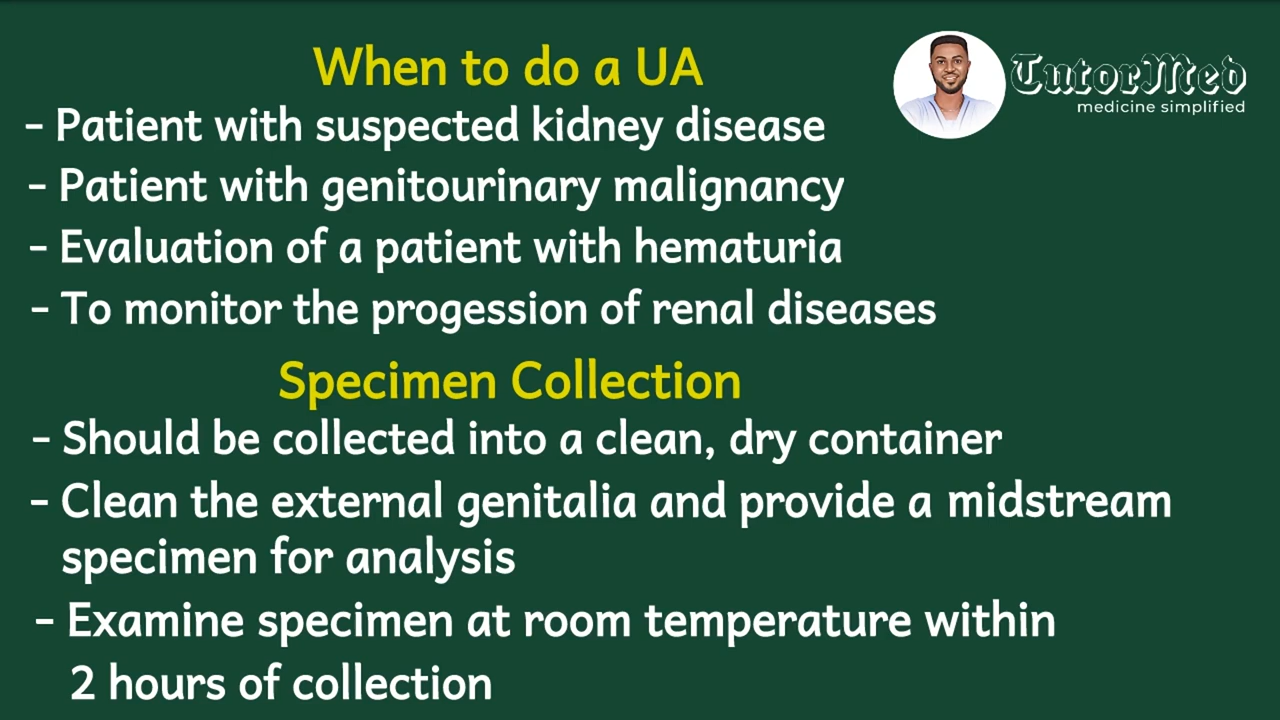 When to do a UA
TutorMed
medicine simplified
- Patient with suspected kidney disease
- Patient with genitourinary malignancy
- Evaluation of a patient with hematuria
- To monitor the progession of renal diseases
Specimen Collection
- Should be collected into a clean, dry container
- Clean the external genitalia and provide a midstream
specimen for analysis
- Examine specimen at room temperature within
2 hours of collection